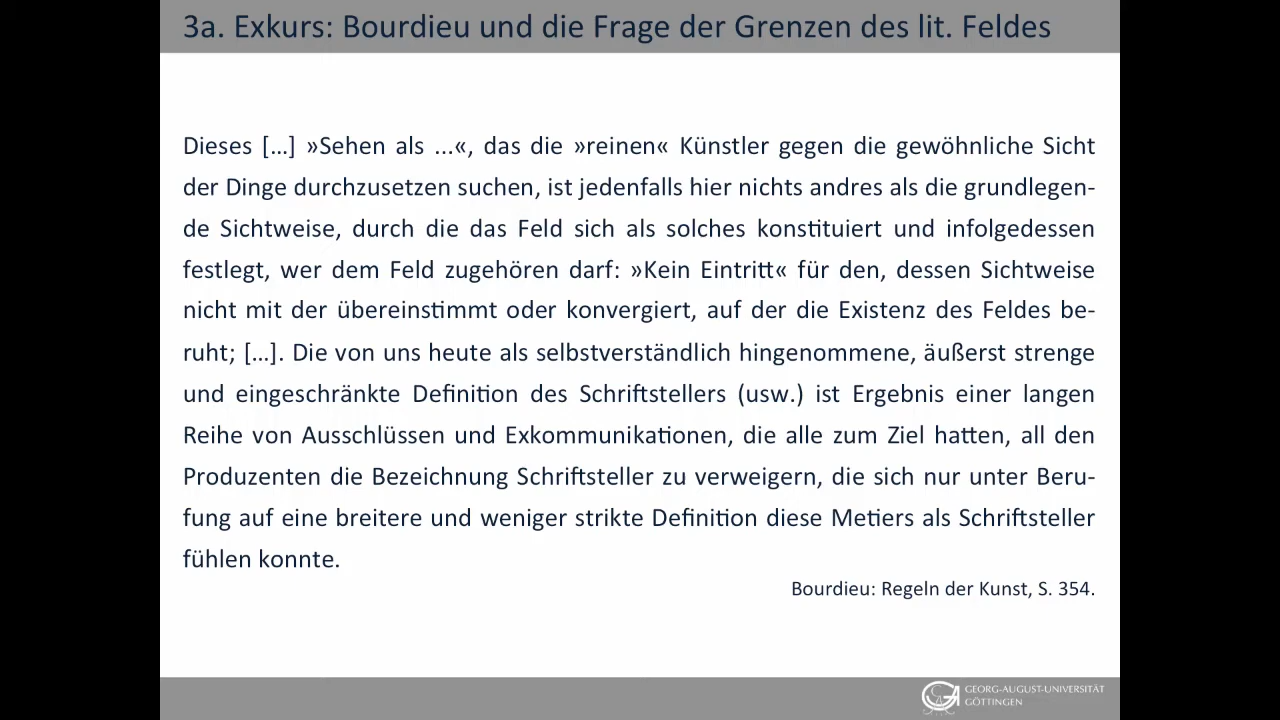 3a. Exkurs: Bourdieu und die Frage der Grenzen des lit. Feldes
Dieses [...] »Sehen als ...«, das die »reinen« Künstler gegen die gewöhnliche Sicht
der Dinge durchzusetzen suchen, ist jedenfalls hier nichts andres als die grundlegen-
de Sichtweise, durch die das Feld sich als solches konstituiert und infolgedessen
festlegt, wer dem Feld zugehören darf: »Kein Eintritt« für den, dessen Sichtweise
nicht mit der übereinstimmt oder konvergiert, auf der die Existenz des Feldes be-
ruht; [...]. Die von uns heute als selbstverständlich hingenommene, äußerst strenge
und eingeschränkte Definition des Schriftstellers (usw.) ist Ergebnis einer langen
Reihe von Ausschlüssen und Exkommunikationen, die alle zum Ziel hatten, all den
Produzenten die Bezeichnung Schriftsteller zu verweigern, die sich nur unter Beru-
fung auf eine breitere und weniger strikte Definition diese Metiers als Schriftsteller
fühlen konnte.
Bourdieu: Regeln der Kunst, S. 354.
GEORG-AUGUST-UNIVERSITÄT
GÖTTINGEN